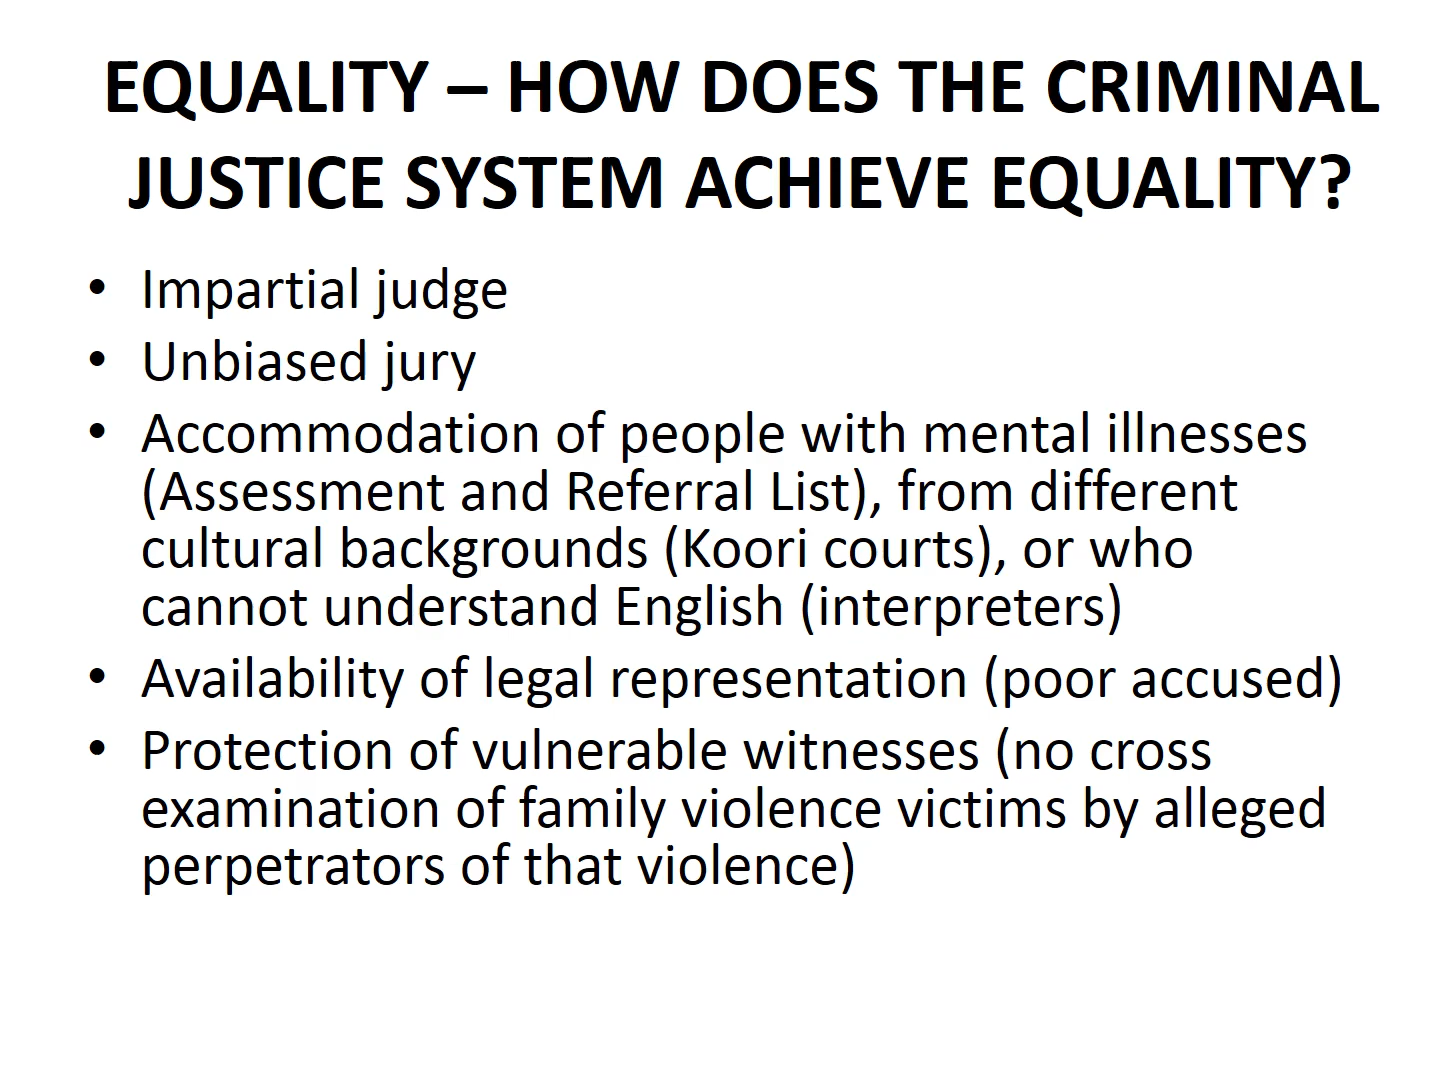 EQUALITY – HOW DOES THE CRIMINAL
JUSTICE SYSTEM ACHIEVE EQUALITY?
• Impartial judge
• Unbiased jury
• Accommodation of people with mental illnesses
(Assessment and Referral List), from different
cultural backgrounds (Koori courts), or who
cannot understand English (interpreters)
• Availability of legal representation (poor accused)
• Protection of vulnerable witnesses (no cross
examination of family violence victims by alleged
perpetrators of that violence)